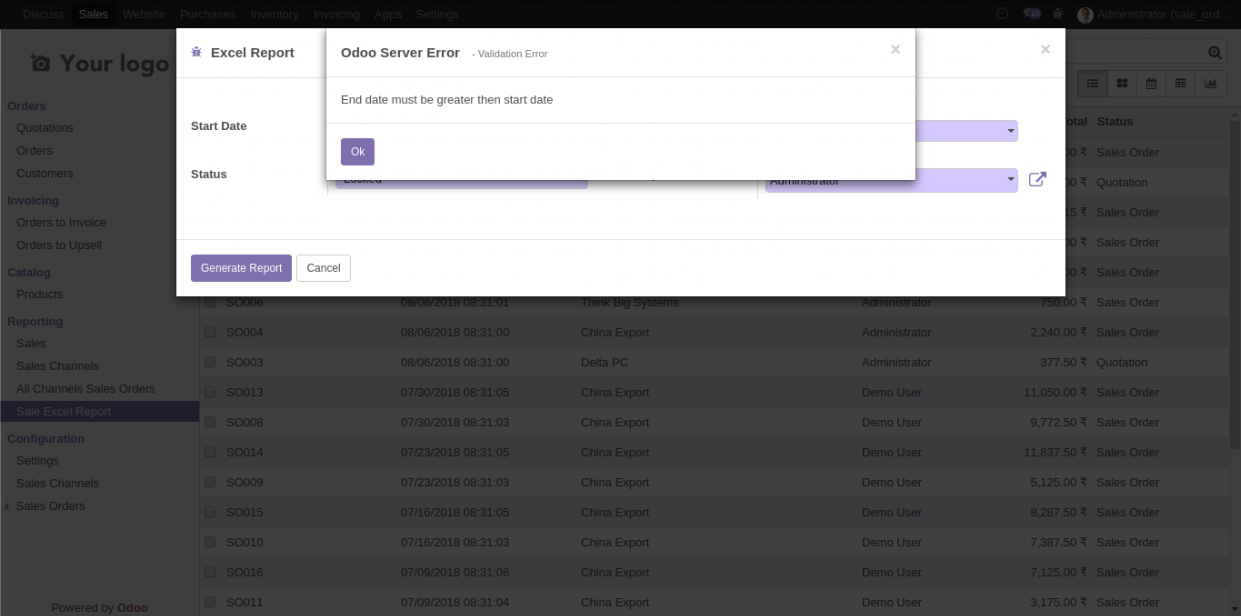 Discuss Sales Website Purchases Inventory Invoicing Apps Settings
Administrator (sale_ord...
Your logo
Excel Report ×
Odoo Server Error - Validation Error ×
End date must be greater then start date
Ok
Start Date
Status Administrator
Generate Report Cancel
Orders
Quotations
Orders
Customers
Invoicing
Orders to Invoice
Orders to Upsell
Catalog
Products
Reporting
Sales
Sales Channels
All Channels Sales Orders
Sale Excel Report
Configuration
Settings
Sales Channels
Sales Orders
Powered by Odoo
Status
Sales Order
Quotation
Sales Order
Sales Order
Sales Order
SO006 08/06/2018 08:31:01 Think Big Systems Administrator 750.00 ₹ Sales Order
SO004 08/06/2018 08:31:00 China Export Administrator 2,240.00 ₹ Sales Order
SO003 08/06/2018 08:31:00 Delta PC Administrator 377.50 ₹ Quotation
SO013 07/30/2018 08:31:05 China Export Demo User 11,050.00 ₹ Sales Order
SO008 07/30/2018 08:31:03 China Export Demo User 9,772.50 ₹ Sales Order
SO014 07/23/2018 08:31:05 China Export Demo User 11,837.50 ₹ Sales Order
SO009 07/23/2018 08:31:03 China Export Demo User 5,125.00 ₹ Sales Order
SO015 07/16/2018 08:31:05 China Export Demo User 8,287.50 ₹ Sales Order
SO010 07/16/2018 08:31:03 China Export Demo User 7,387.50 ₹ Sales Order
SO016 07/09/2018 08:31:06 China Export Demo User 7,125.00 ₹ Sales Order
SO011 07/09/2018 08:31:04 China Export Demo User 3,175.00 ₹ Sales Order